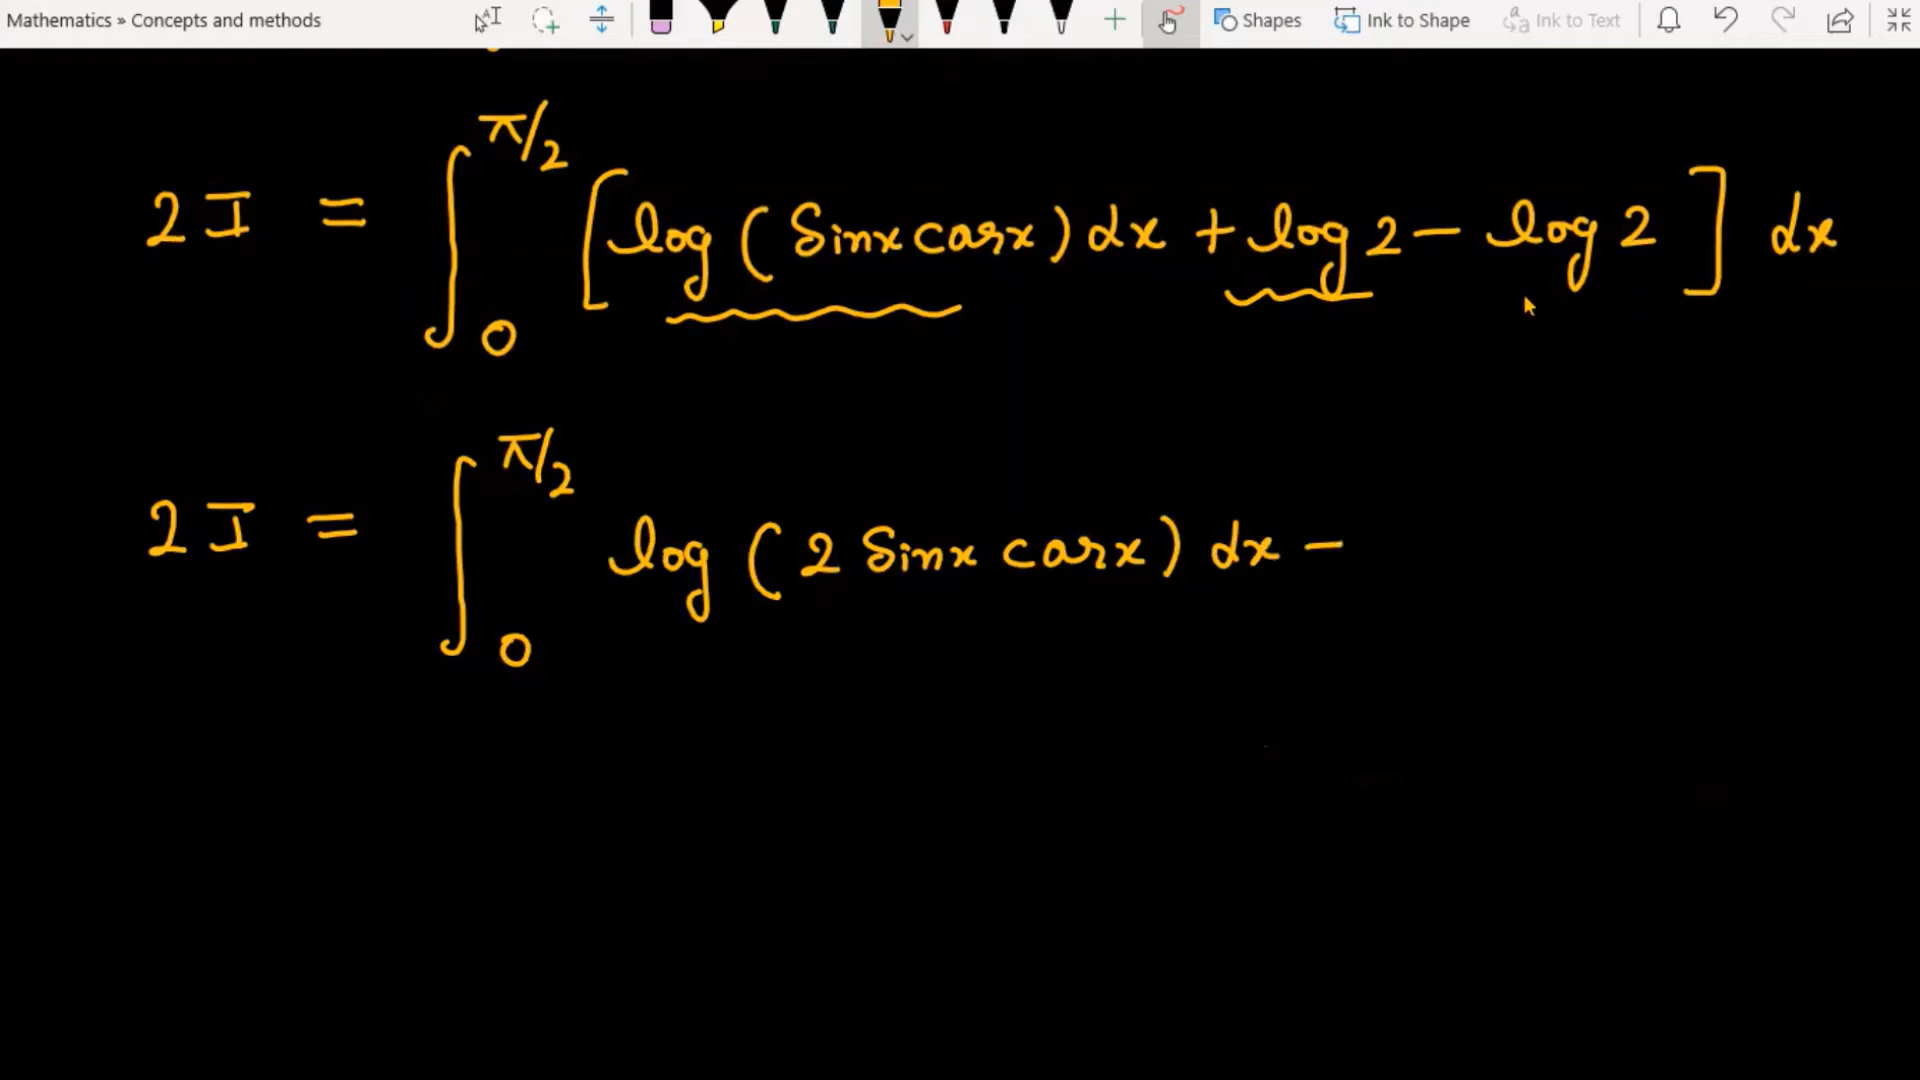 Mathematics » Concepts and methods Shapes Ink to Shape Ink to Text
2I = ∫₀^π/2 [log (Sinx cosx) dx + log 2 - log 2] dx
2I = ∫₀^π/2 log (2 Sinx cosx) dx -